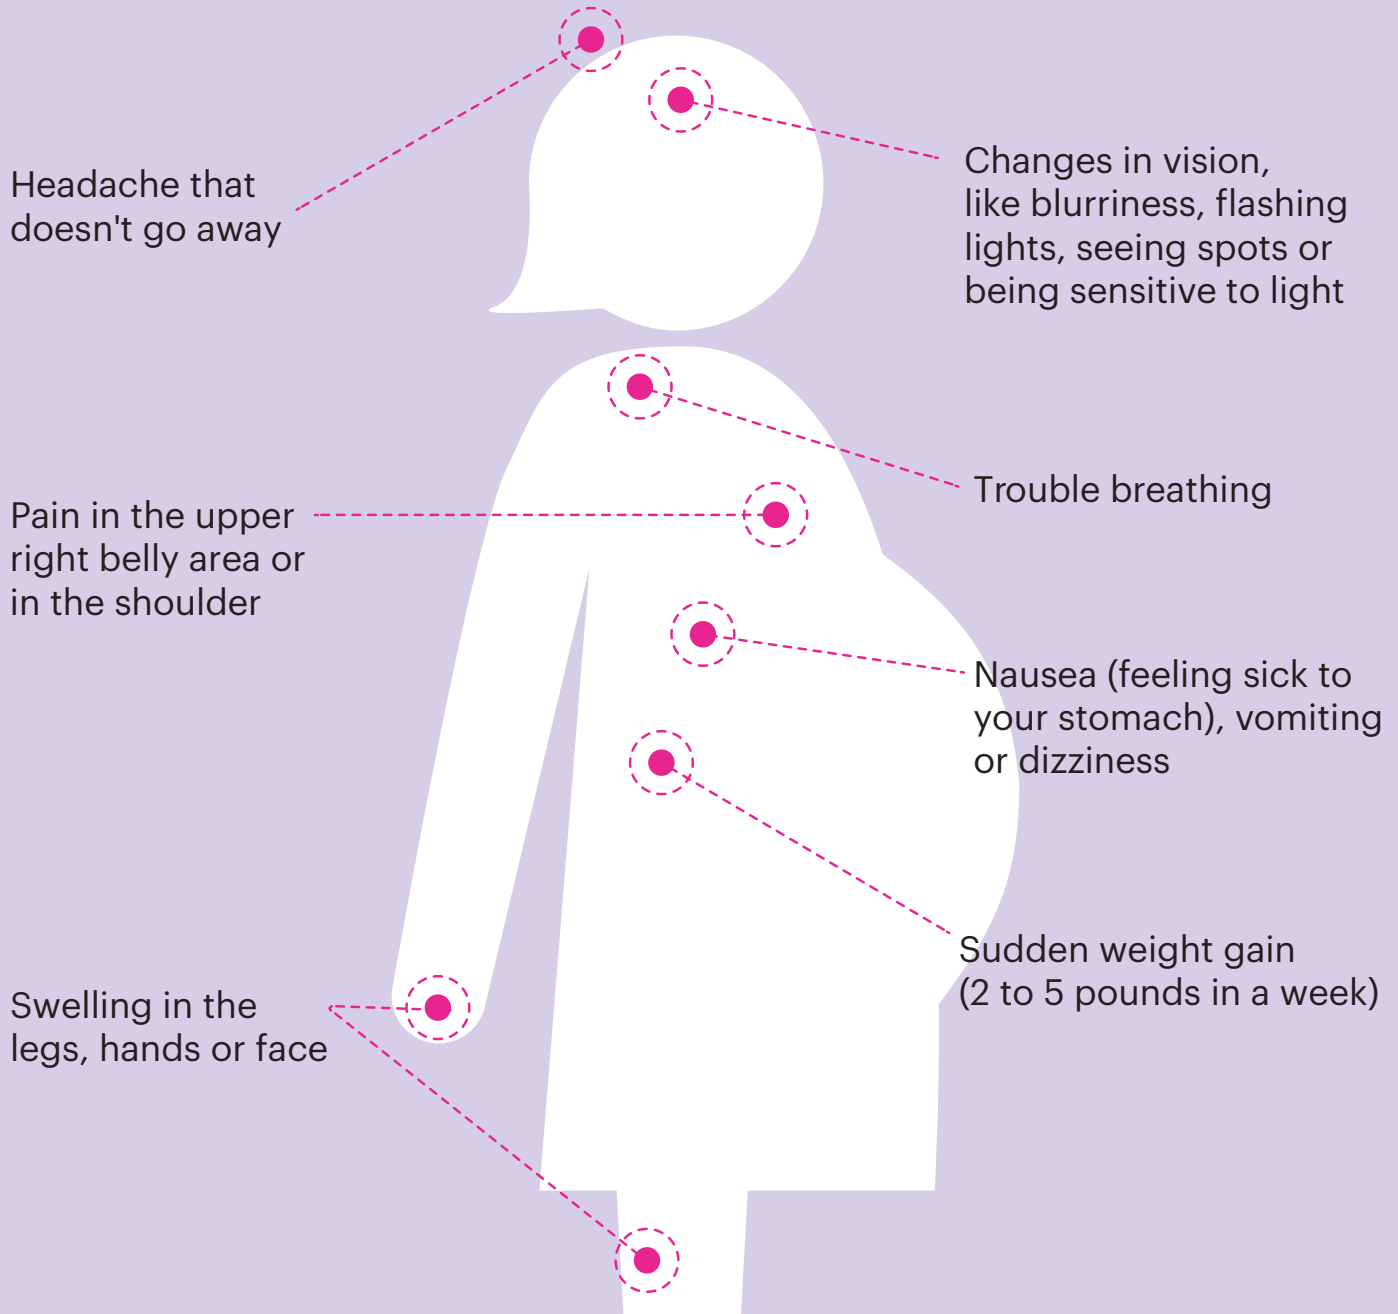 Headache that
doesn't go away
Changes in vision,
like blurriness, flashing
lights, seeing spots or
being sensitive to light
Trouble breathing
Pain in the upper
right belly area or
in the shoulder
Nausea (feeling sick to
your stomach), vomiting
or dizziness
Sudden weight gain
(2 to 5 pounds in a week)
Swelling in the
legs, hands or face